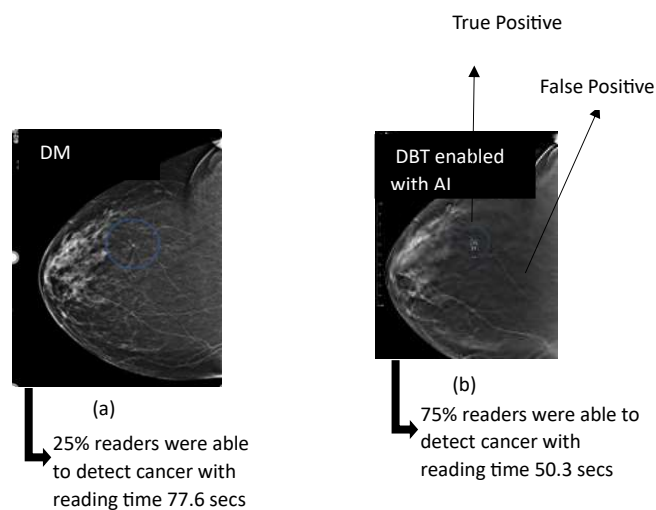 True Positive
False Positive
DM
DBT enabled
with AI
(a)
(b)
25% readers were able
to detect cancer with
reading time 77.6 secs
75% readers were able to
detect cancer with
reading time 50.3 secs